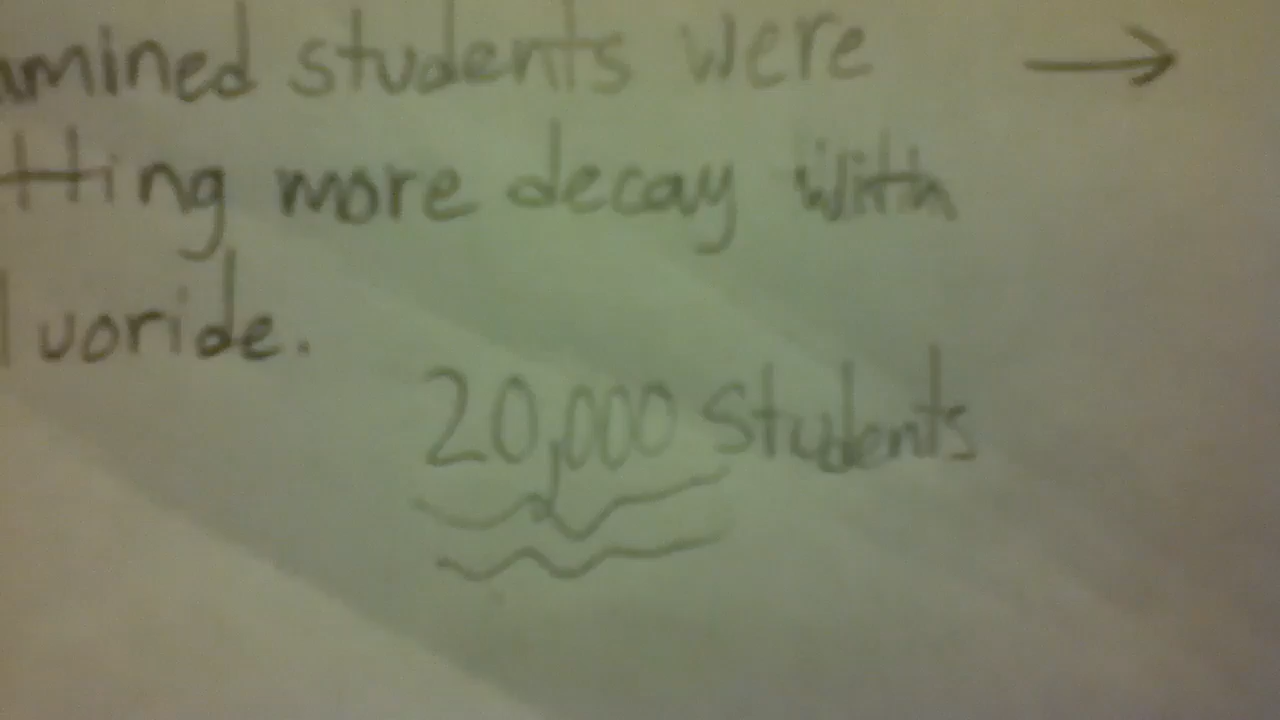 amined students were →
tting more decay with
luoride.
20,000 students